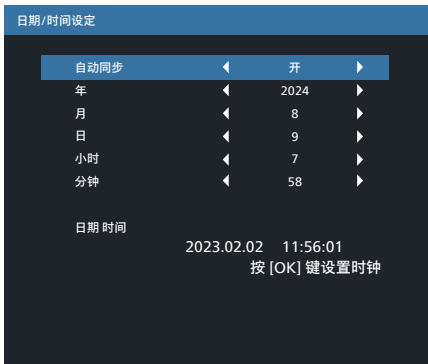 日期/时间设定
自动同步 开
年 2024
月 8
日 9
小时 7
分钟 58
日期 时间
2023.02.02 11:56:01
按 [OK] 键设置时钟